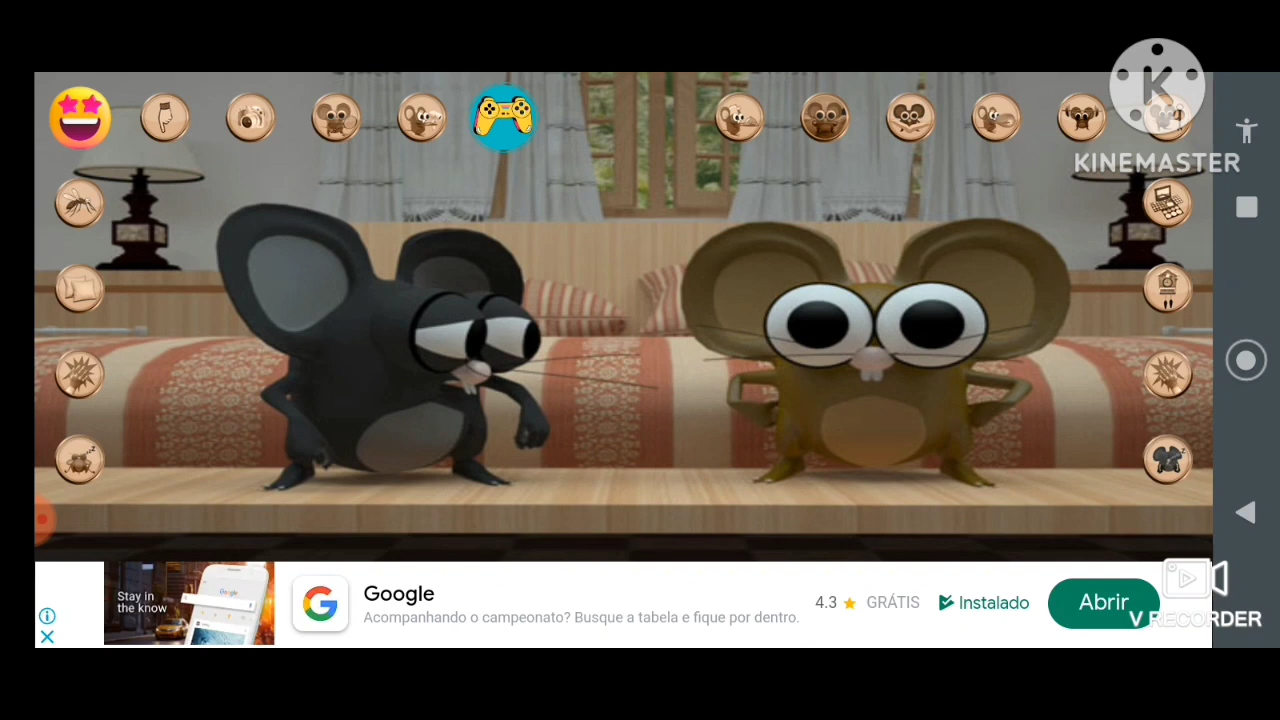 KINEMASTER
Stay in
the know
Google
Acompanhando o campeonato? Busque a tabela e fique por dentro.
4.3
GRÁTIS
Instalado
Abrir
V RECORDER